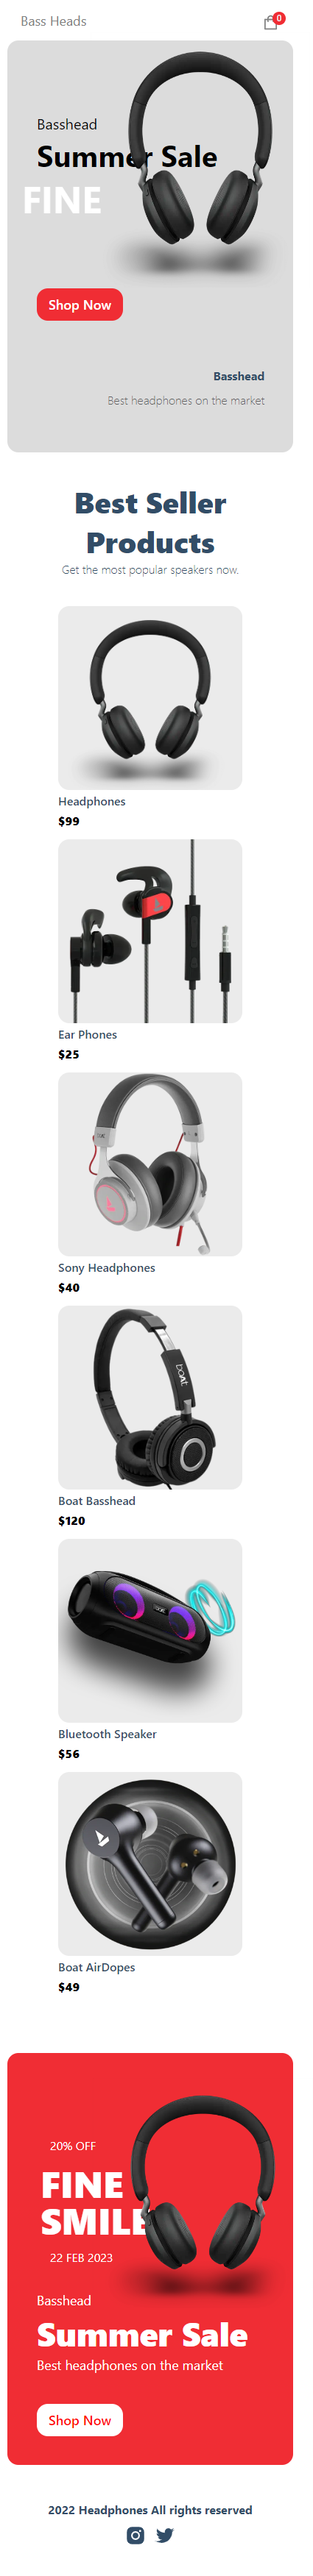 Bass Heads
0
Basshead
Summer Sale
FINE
Shop Now
Basshead
Best headphones on the market
Best Seller
Products
Get the most popular speakers now.
Headphones
$99
Ear Phones
$25
Sony Headphones
$40
boAt
Boat Basshead
$120
Bluetooth Speaker
$56
Boat AirDopes
$49
20% OFF
FINE
SMILE
22 FEB 2023
Basshead
Summer Sale
Best headphones on the market
Shop Now
2022 Headphones All rights reserved